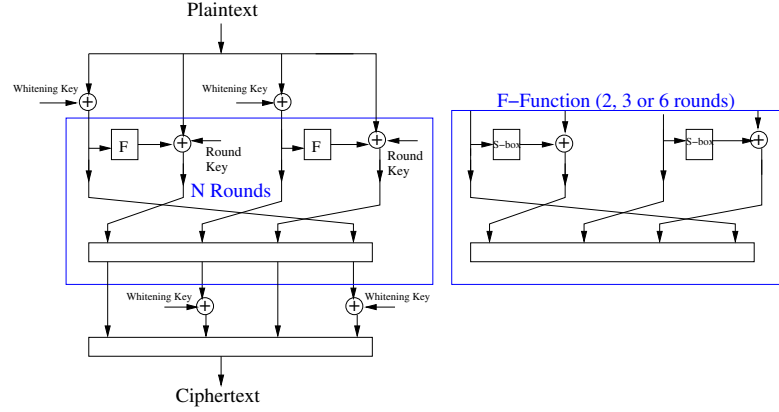 Plaintext
Whitening Key
Whitening Key
F−Function (2, 3 or 6 rounds)
F
F
S−box
S−box
Round
Key
Round
Key
N Rounds
Whitening Key
Whitening Key
Ciphertext